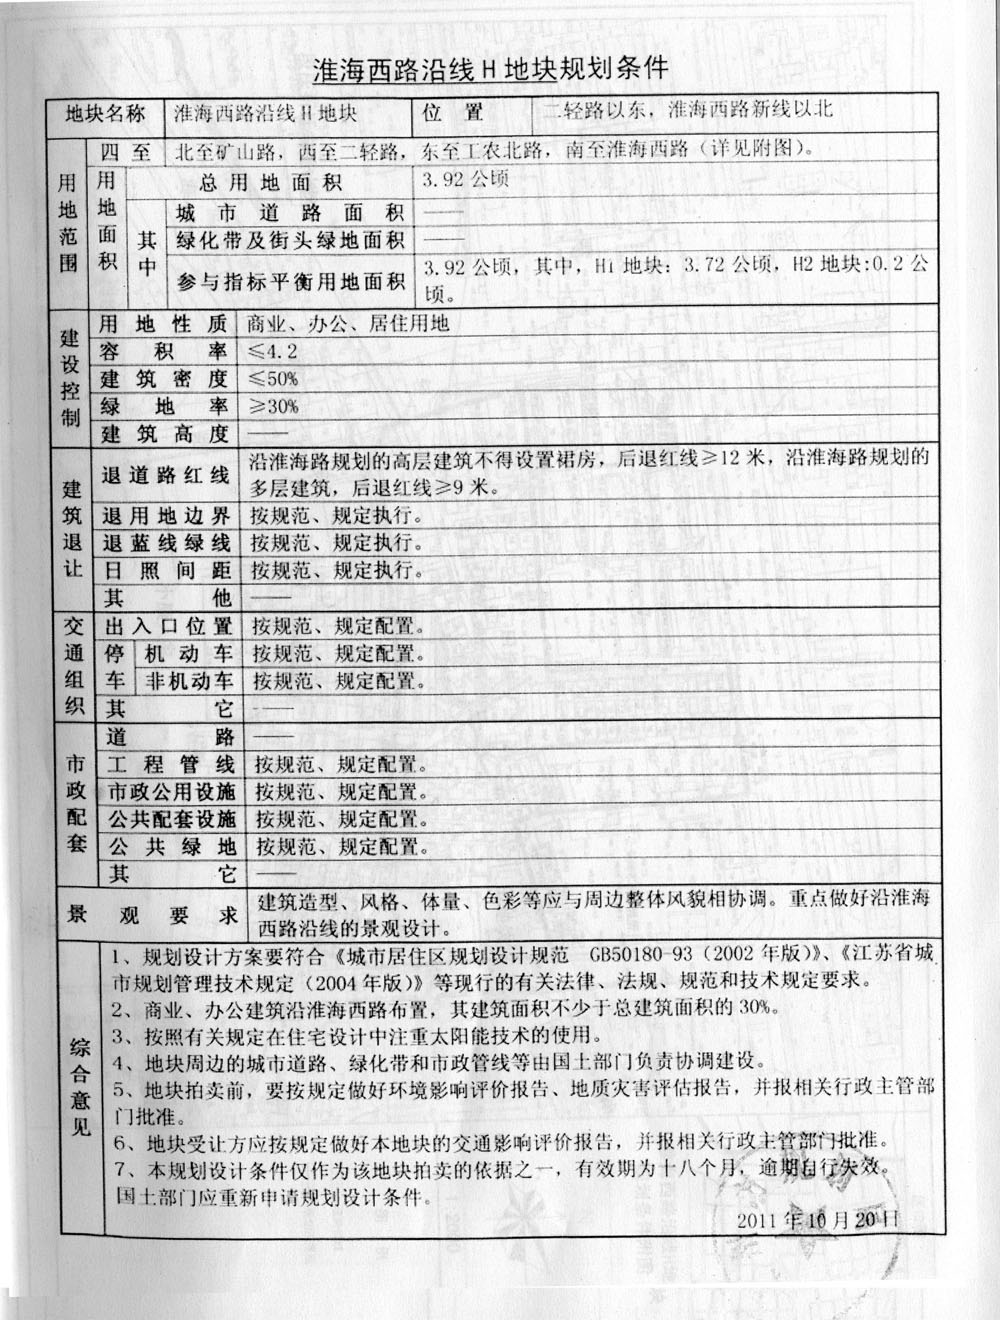 淮海西路沿线H地块规划条件
地块名称 淮海西路沿线H地块 位置 二轻路以东，淮海西路新线以北
用地范围 四至 北至矿山路，西至二轻路，东至工农北路，南至淮海西路（详见附图）。
用地面积 总用地面积 3.92公顷
其中 城市道路面积 ——
绿化带及街头绿地面积 ——
参与指标平衡用地面积 3.92公顷，其中，H1地块：3.72公顷，H2地块:0.2公
顷。
建设控制 用地性质 商业、办公、居住用地
容积率 ≤4.2
建筑密度 ≤50%
绿地率 ≥30%
建筑高度 ——
建筑退让 退道路红线 沿淮海路规划的高层建筑不得设置裙房，后退红线≥12米，沿淮海路规划的
多层建筑，后退红线≥9米。
退用地边界 按规范、规定执行。
退蓝线绿线 按规范、规定执行。
日照间距 按规范、规定执行。
其他 ——
交通组织 出入口位置 按规范、规定配置。
停车 机动车 按规范、规定配置。
非机动车 按规范、规定配置。
其它 ——
市政配套 道路 ——
工程管线 按规范、规定配置。
市政公用设施 按规范、规定配置。
公共配套设施 按规范、规定配置。
公共绿地 按规范、规定配置。
其它 ——
景观要求 建筑造型、风格、体量、色彩等应与周边整体风貌相协调。重点做好沿淮海
西路沿线的景观设计。
综合意见 1、规划设计方案要符合《城市居住区规划设计规范 GB50180-93（2002年版）》、《江苏省城
市规划管理技术规定（2004年版）》等现行的有关法律、法规、规范和技术规定要求。
2、商业、办公建筑沿淮海西路布置，其建筑面积不少于总建筑面积的30%。
3、按照有关规定在住宅设计中注重太阳能技术的使用。
4、地块周边的城市道路、绿化带和市政管线等由国土部门负责协调建设。
5、地块拍卖前，要按规定做好环境影响评价报告、地质灾害评估报告，并报相关行政主管部
门批准。
6、地块受让方应按规定做好本地块的交通影响评价报告，并报相关行政主管部门批准。
7、本规划设计条件仅作为该地块拍卖的依据之一，有效期为十八个月，逾期自行失效。
国土部门应重新申请规划设计条件。
2011年10月20日